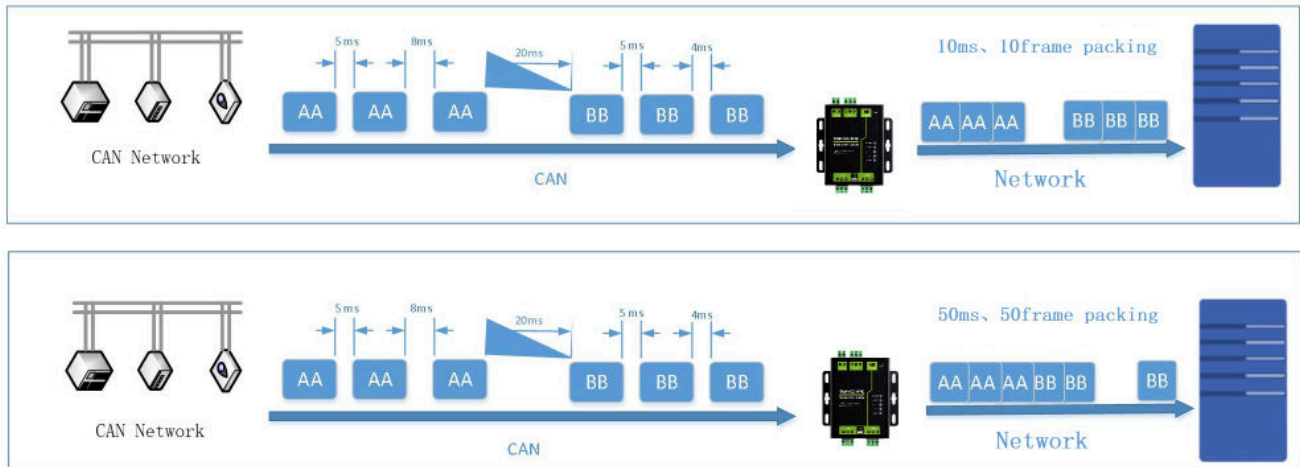 5ms 8ms 20ms 5ms 4ms
10ms、10frame packing
AA AA AA BB BB BB
AA AA AA BB BB BB
CAN Network
CAN
Network
5ms 8ms 20ms 5ms 4ms
50ms、50frame packing
AA AA AA BB BB BB
AA AA AA BB BB BB
CAN Network
CAN
Network